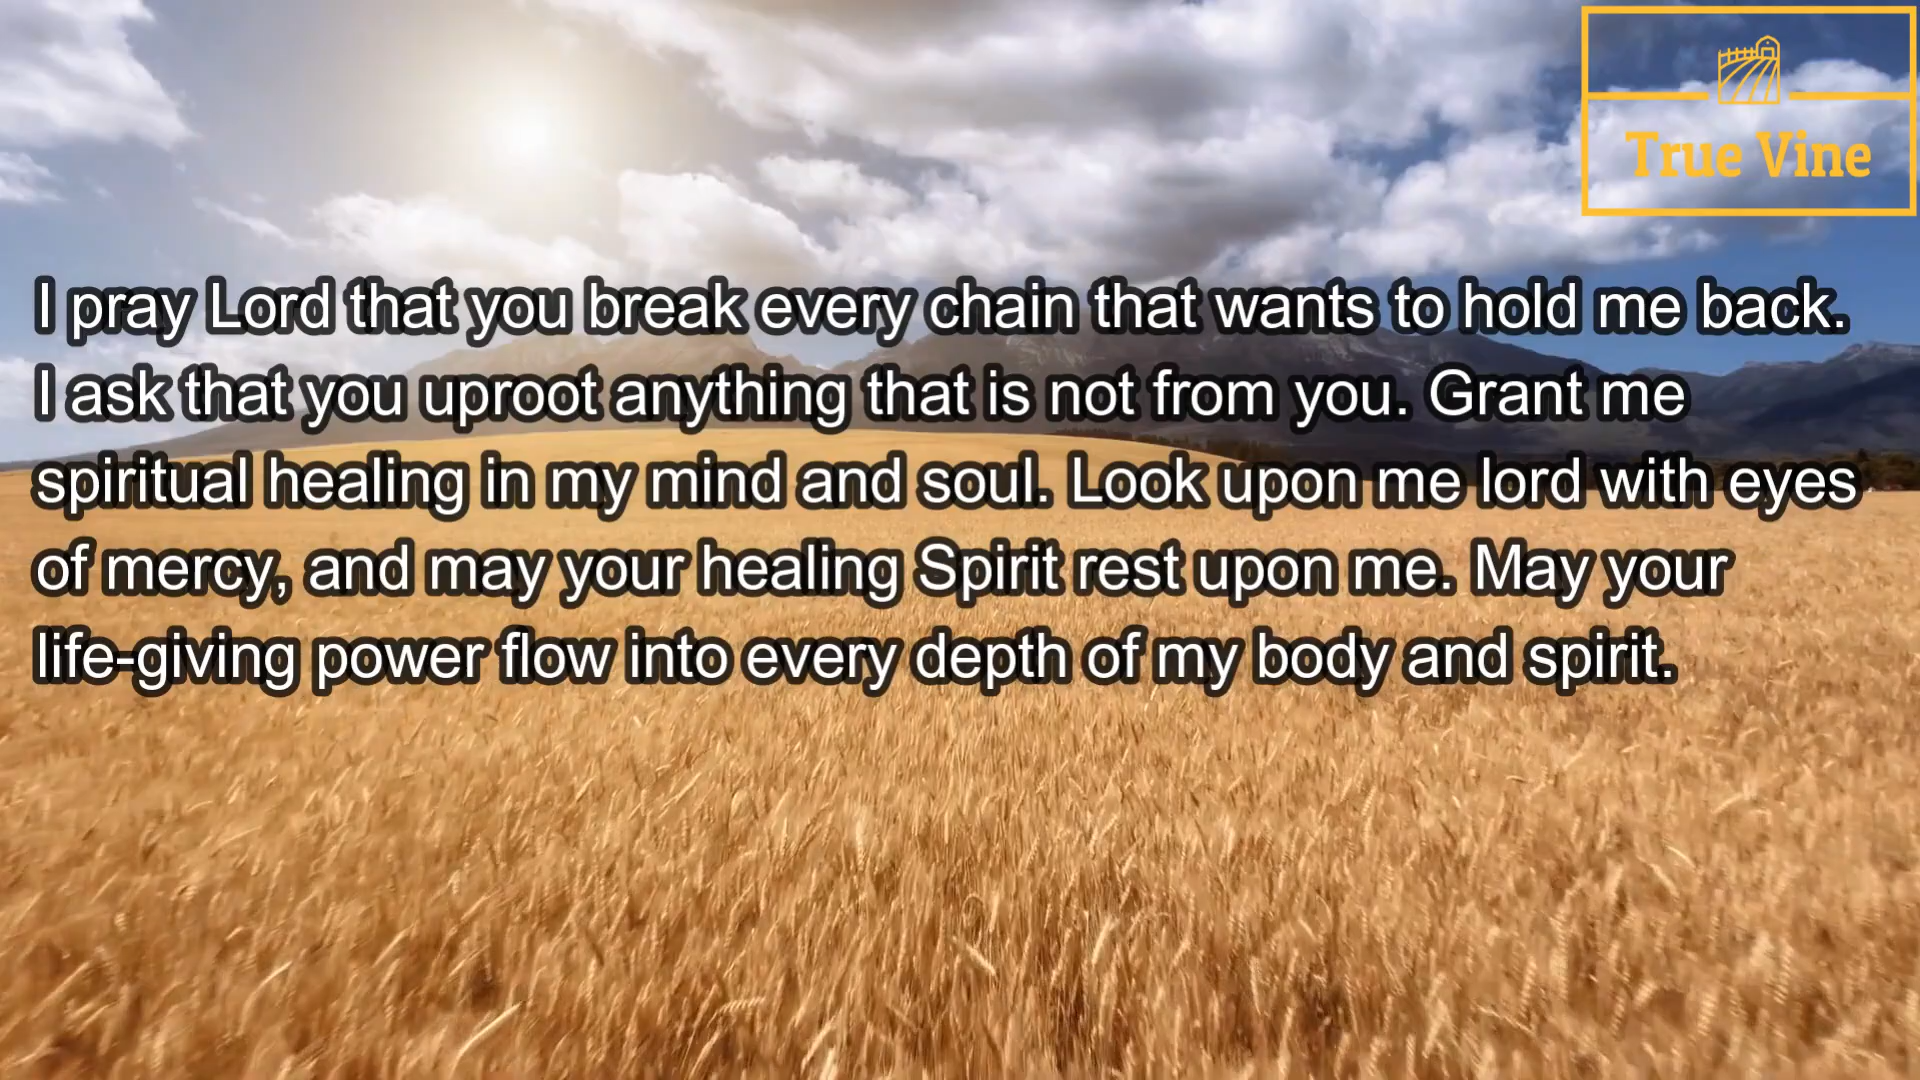 True Vine
I pray Lord that you break every chain that wants to hold me back.
I ask that you uproot anything that is not from you. Grant me
spiritual healing in my mind and soul. Look upon me lord with eyes
of mercy, and may your healing Spirit rest upon me. May your
life-giving power flow into every depth of my body and spirit.